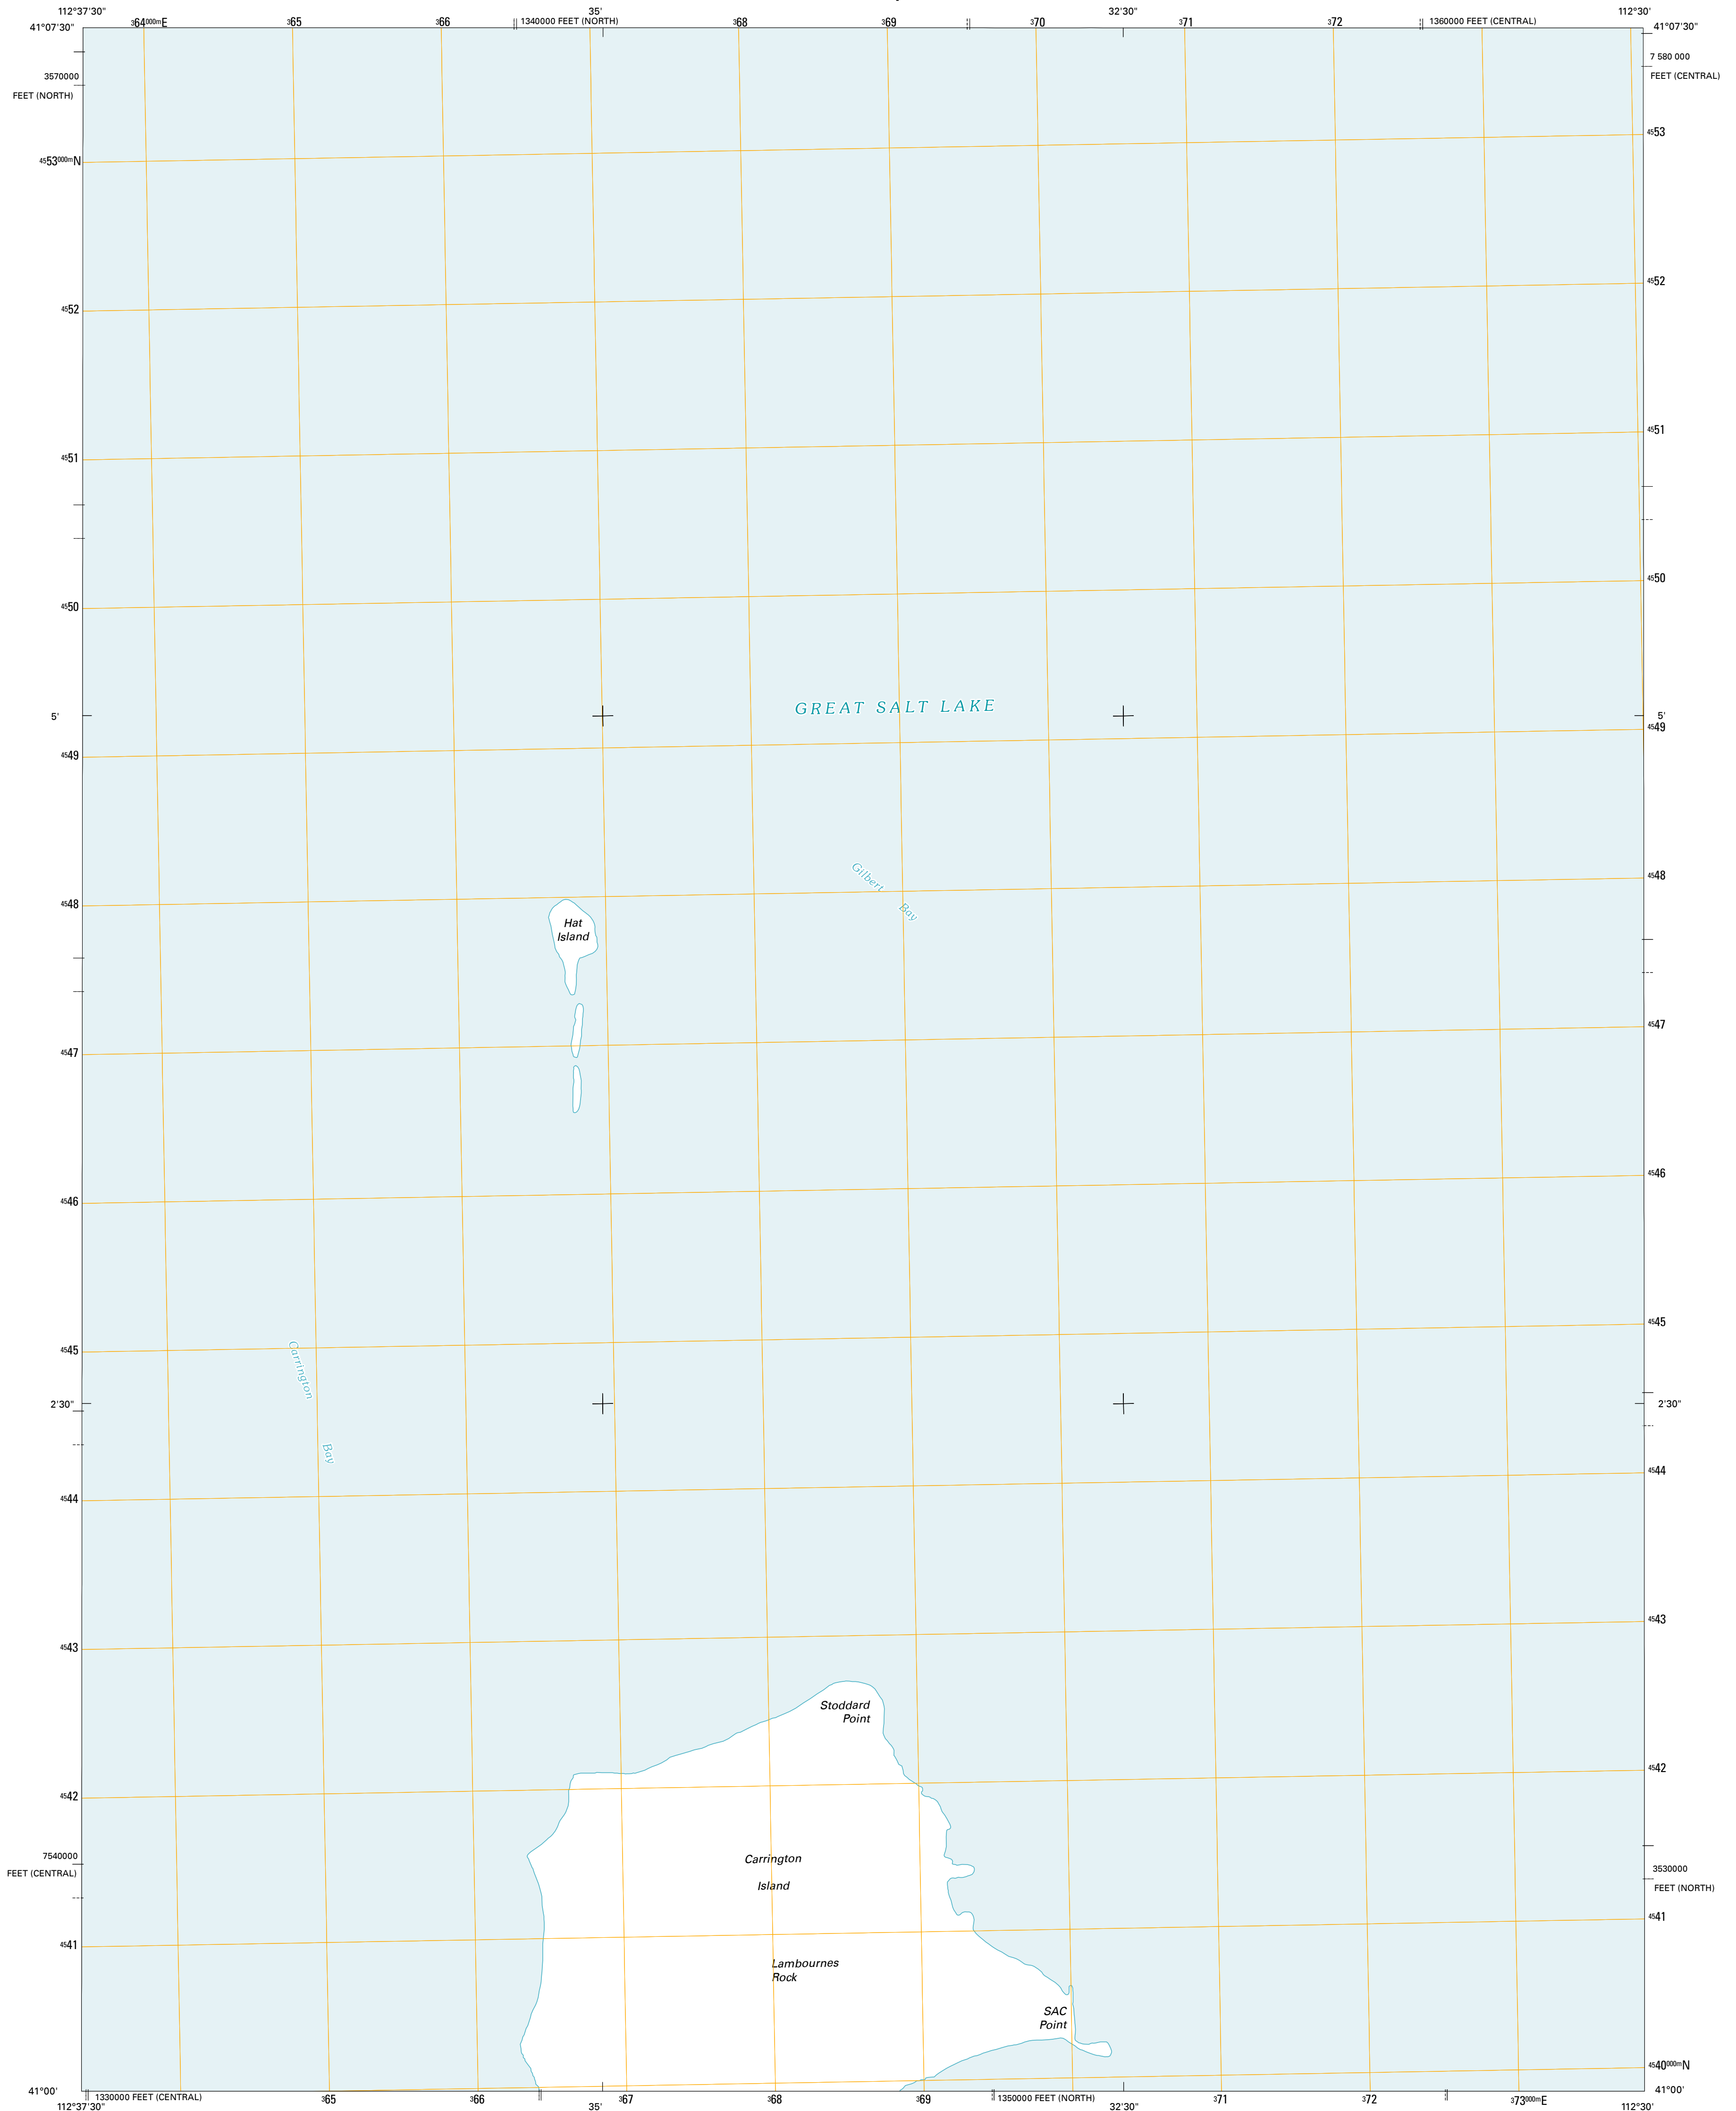 112°37'30"
35'
32'30"
112°30'
364000mE
365
366
1340000 FEET (NORTH)
368
369
370
371
372
1360000 FEET (CENTRAL)
41°07'30"
41°07'30"
3570000
FEET (NORTH)
7 580 000
FEET (CENTRAL)
4553000mN
4553
4552
4552
4551
4551
4550
4550
GREAT SALT LAKE
5'
5'
4549
4549
Gilbert
Bay
4548
4548
Hat
Island
4547
4547
4546
4546
4545
4545
Carrington
Bay
2'30"
2'30"
4544
4544
4543
4543
Stoddard
Point
4542
4542
7540000
FEET (CENTRAL)
Carrington
Island
3530000
FEET (NORTH)
4541
4541
Lambournes
Rock
SAC
Point
4540000mN
41°00'
41°00'
1330000 FEET (CENTRAL)
365
366
367
368
369
1350000 FEET (NORTH)
371
372
373000mE
112°37'30"
35'
32'30"
112°30'